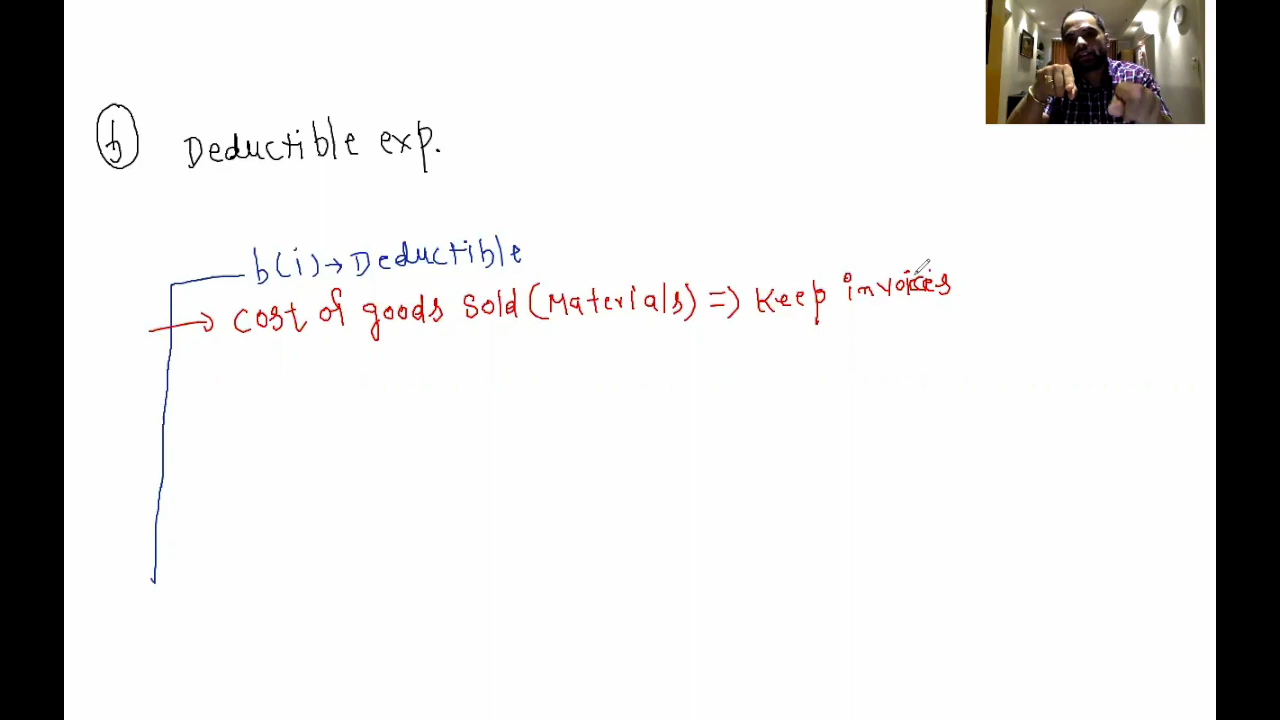 b Deductible exp.
b(i) → Deductible
→ Cost of goods sold (Materials) => Keep invoices